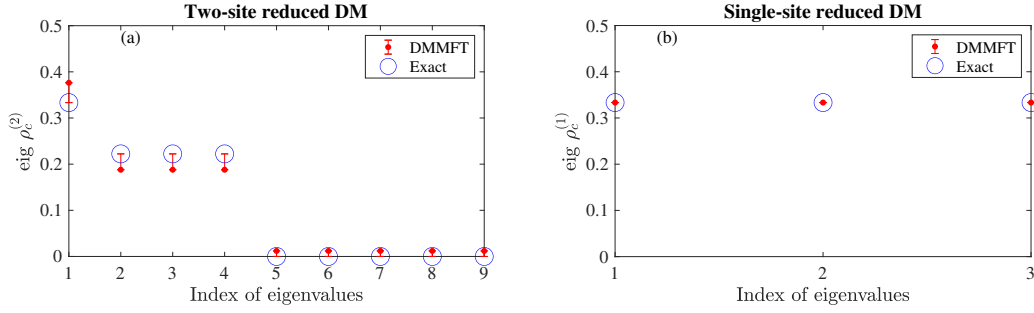 Two-site reduced DM
(a)
DMMFT
Exact
0.5
0.4
0.3
0.2
0.1
0
eig ρ_c^{(2)}
1 2 3 4 5 6 7 8 9
Index of eigenvalues
Single-site reduced DM
(b)
DMMFT
Exact
0.5
0.4
0.3
0.2
0.1
0
eig ρ_c^{(1)}
1 2 3
Index of eigenvalues